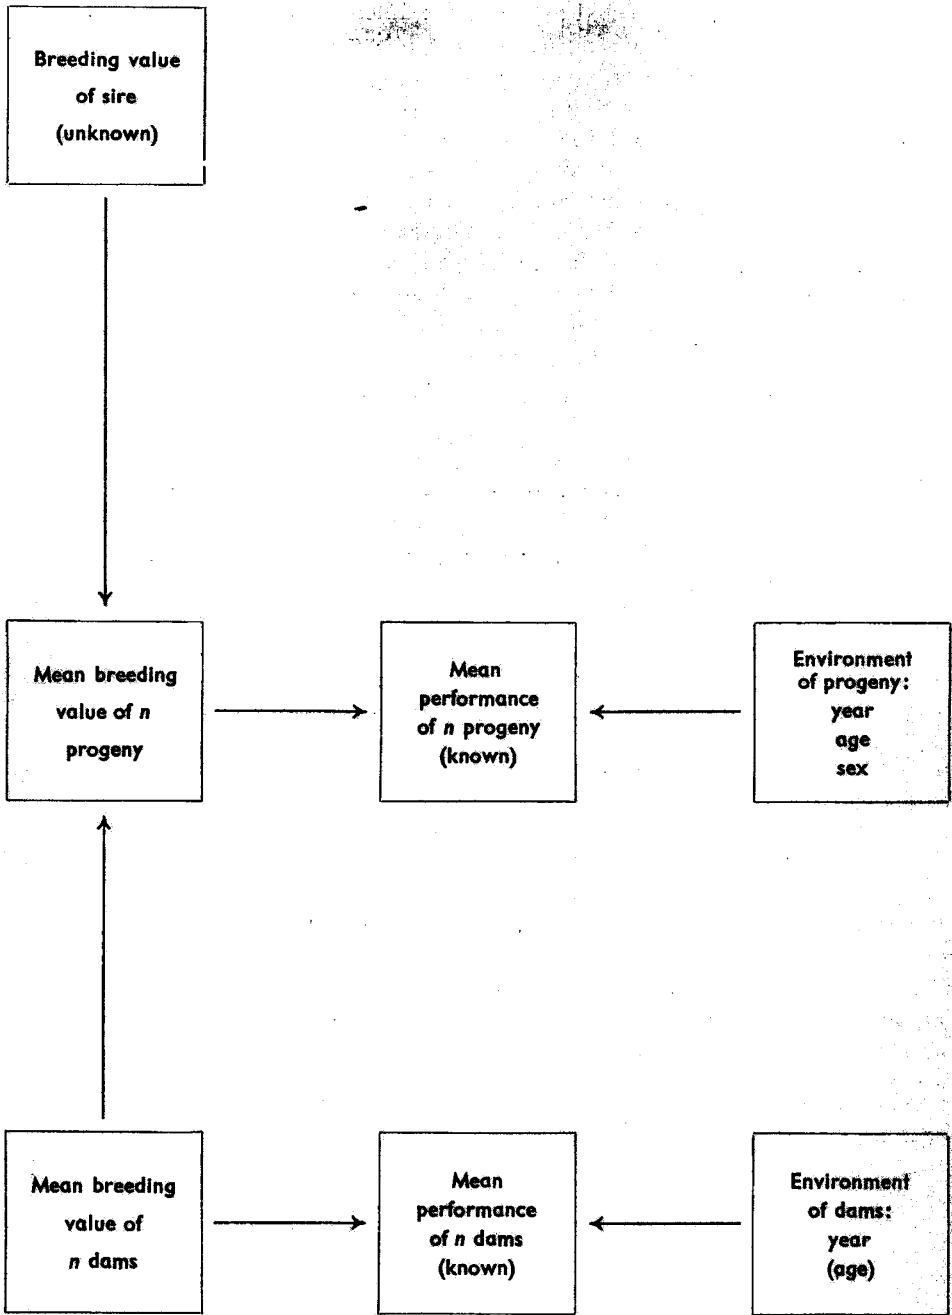 Breeding value
of sire
(unknown)
Mean breeding
value of n
progeny
Mean
performance
of n progeny
(known)
Environment
of progeny:
year
age
sex
Mean breeding
value of
n dams
Mean
performance
of n dams
(known)
Environment
of dams:
year
(age)